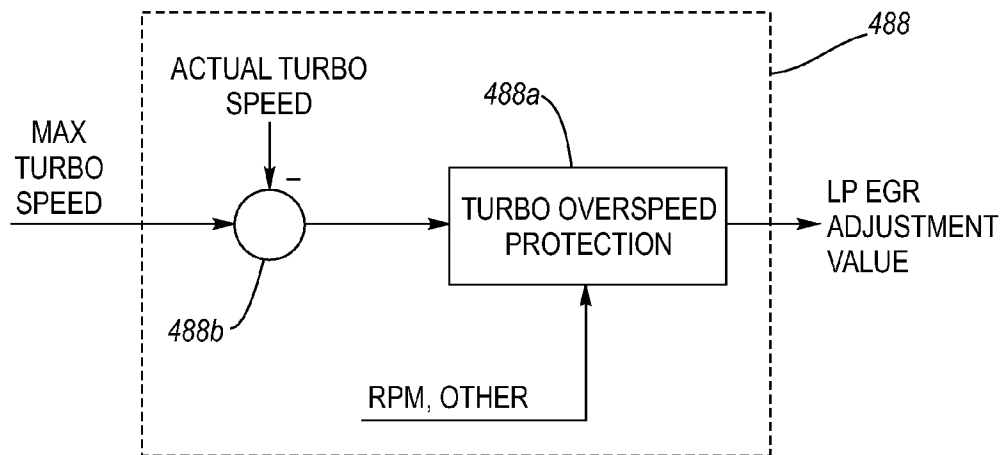 488
ACTUAL TURBO
SPEED
488a
MAX
TURBO
SPEED
–
TURBO OVERSPEED
PROTECTION
LP EGR
ADJUSTMENT
VALUE
488b
RPM, OTHER